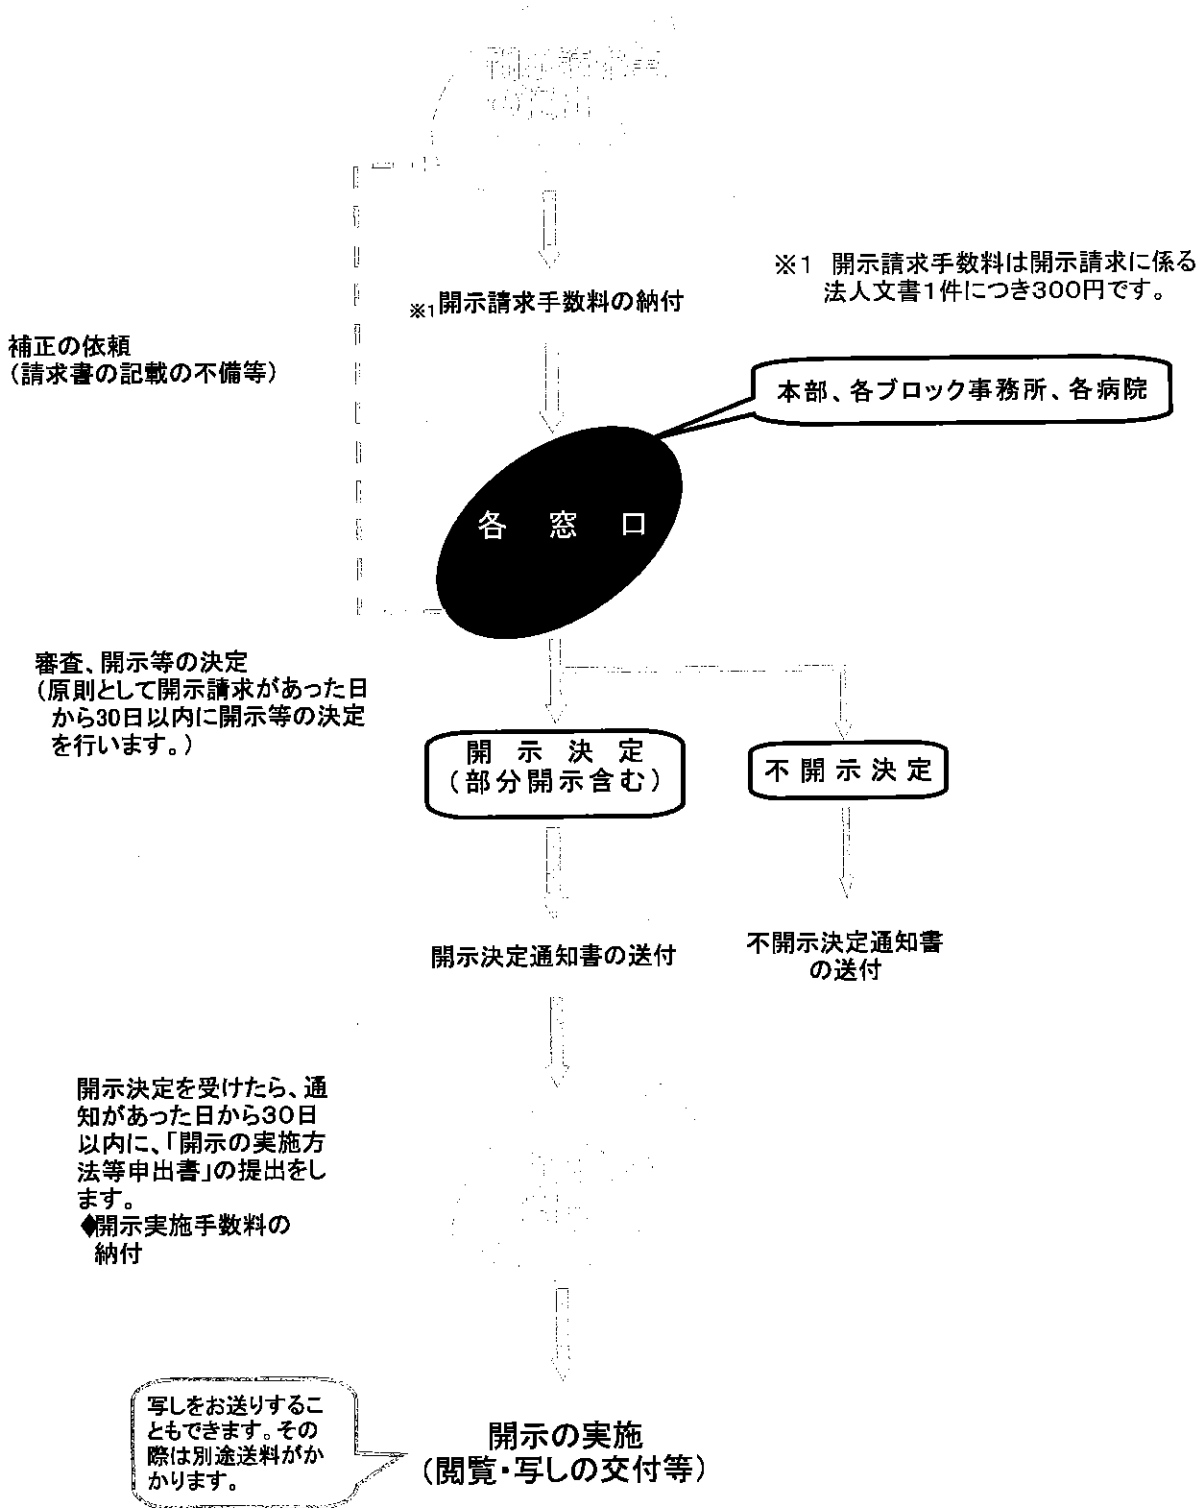 ※1 開示請求手数料の納付
※1 開示請求手数料は開示請求に係る
法人文書1件につき300円です。
補正の依頼
(請求書の記載の不備等)
本部、各ブロック事務所、各病院
各 窓 口
審査、開示等の決定
(原則として開示請求があった日
から30日以内に開示等の決定
を行います。)
開 示 決 定
(部分開示含む)
不開示決定
開示決定通知書の送付
不開示決定通知書
の送付
開示決定を受けたら、通
知があった日から30日
以内に、「開示の実施方
法等申出書」の提出をし
ます。
◆開示実施手数料の
納付
写しをお送りするこ
ともできます。その
際は別途送料がか
かります。
開示の実施
(閲覧・写しの交付等)